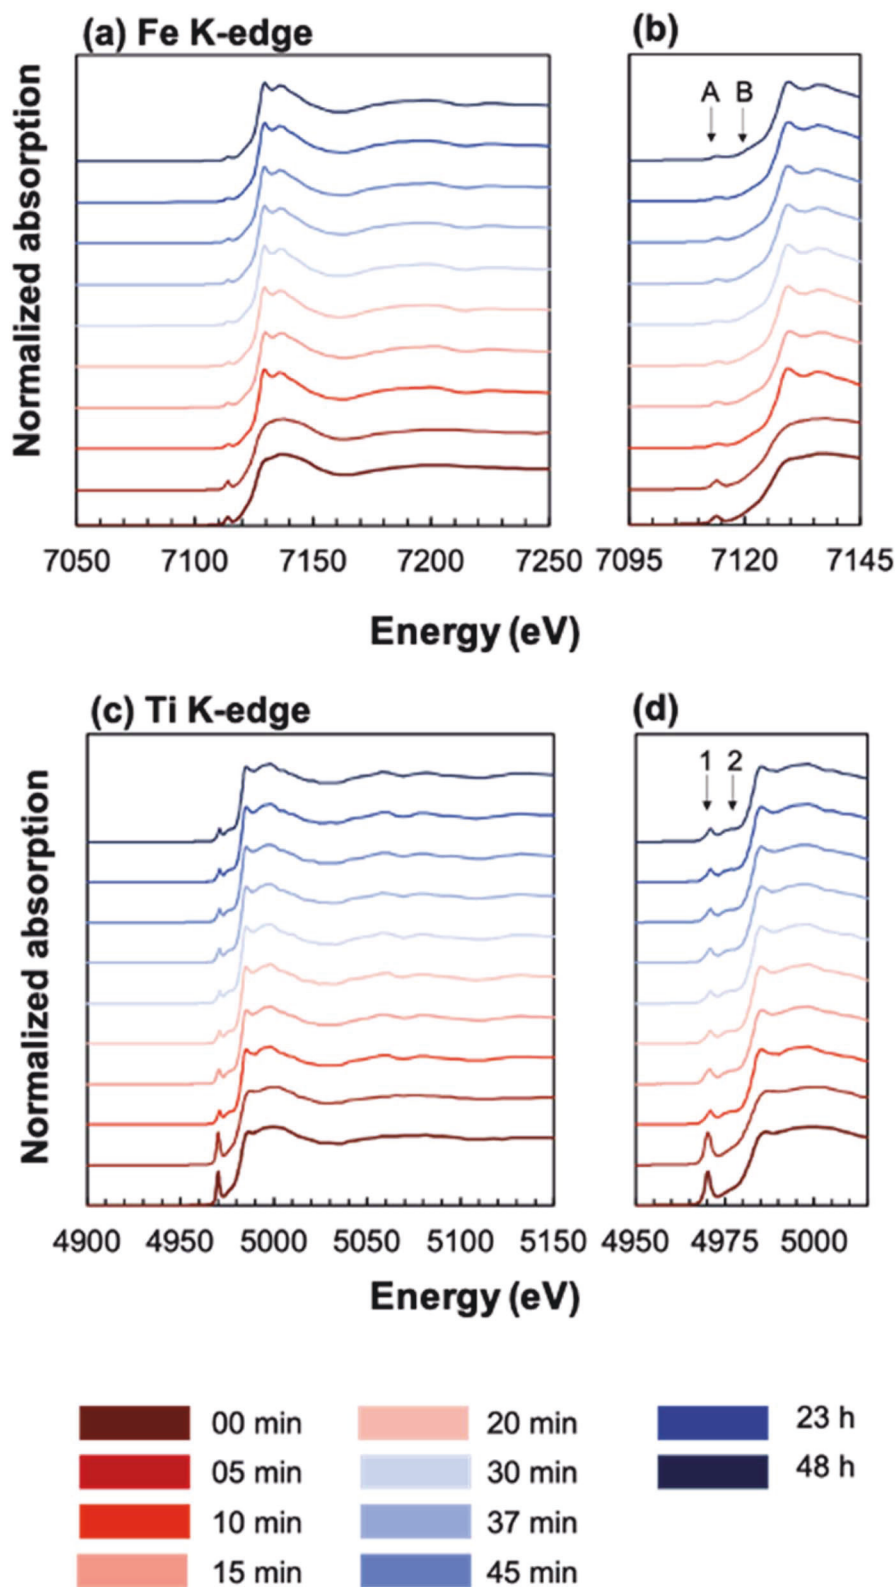 (a) Fe K-edge
(b)
Normalized absorption
A B
7050 7100 7150 7200 7250
7095 7120 7145
Energy (eV)
(c) Ti K-edge
(d)
Normalized absorption
1 2
4900 4950 5000 5050 5100 5150
4950 4975 5000
Energy (eV)
00 min 20 min 23 h
05 min 30 min 48 h
10 min 37 min
15 min 45 min